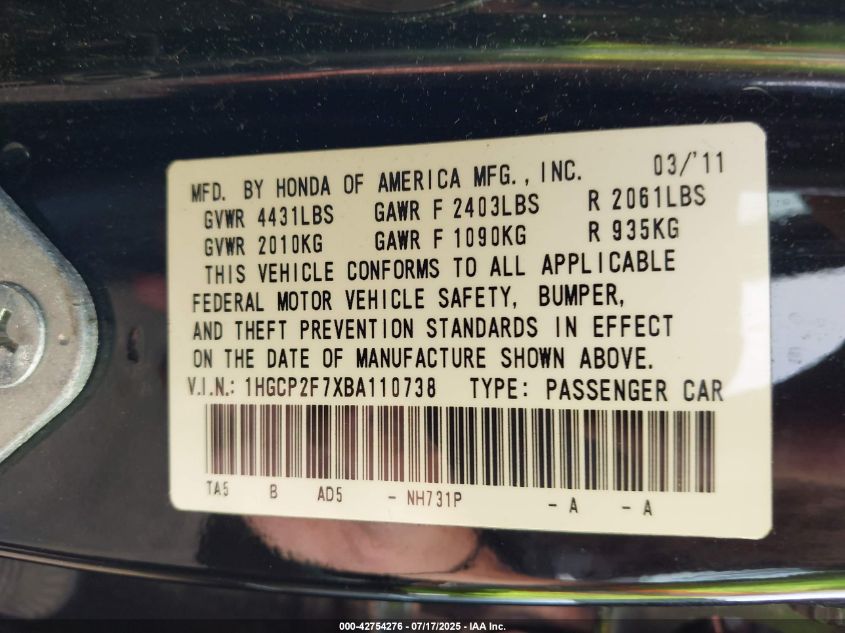 MFD. BY HONDA OF AMERICA MFG., INC. 03/'11
GVWR 4431LBS GAWR F 2403LBS R 2061LBS
GVWR 2010KG GAWR F 1090KG R 935KG
THIS VEHICLE CONFORMS TO ALL APPLICABLE
FEDERAL MOTOR VEHICLE SAFETY, BUMPER,
AND THEFT PREVENTION STANDARDS IN EFFECT
ON THE DATE OF MANUFACTURE SHOWN ABOVE.
V.I.N.: 1HGCP2F7XBA110738 TYPE: PASSENGER CAR
TA5 B AD5 - NH731P - A - A
000-42754276 - 07/17/2025 - IAA Inc.